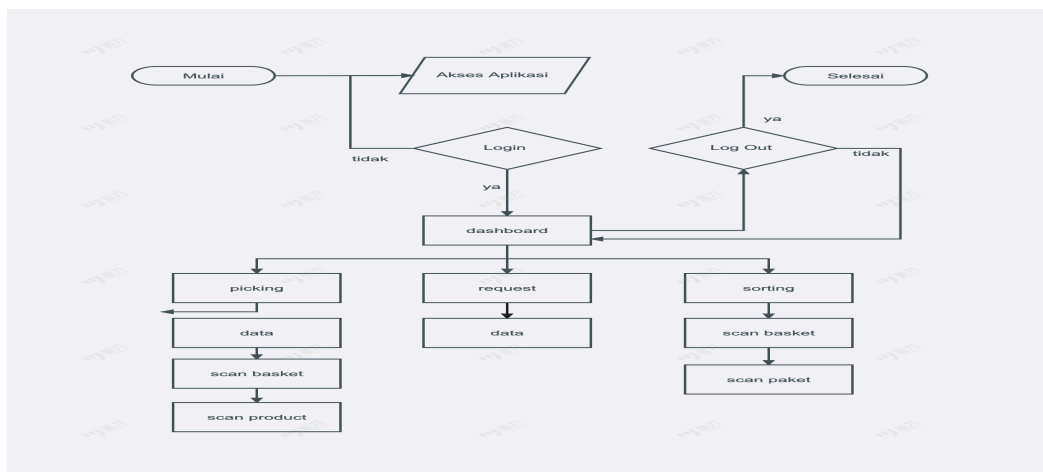 Mulai
Akses Aplikasi
Selesai
ya
Login
Log Out
tidak
tidak
ya
dashboard
picking
request
sorting
data
data
scan basket
scan basket
scan paket
scan product